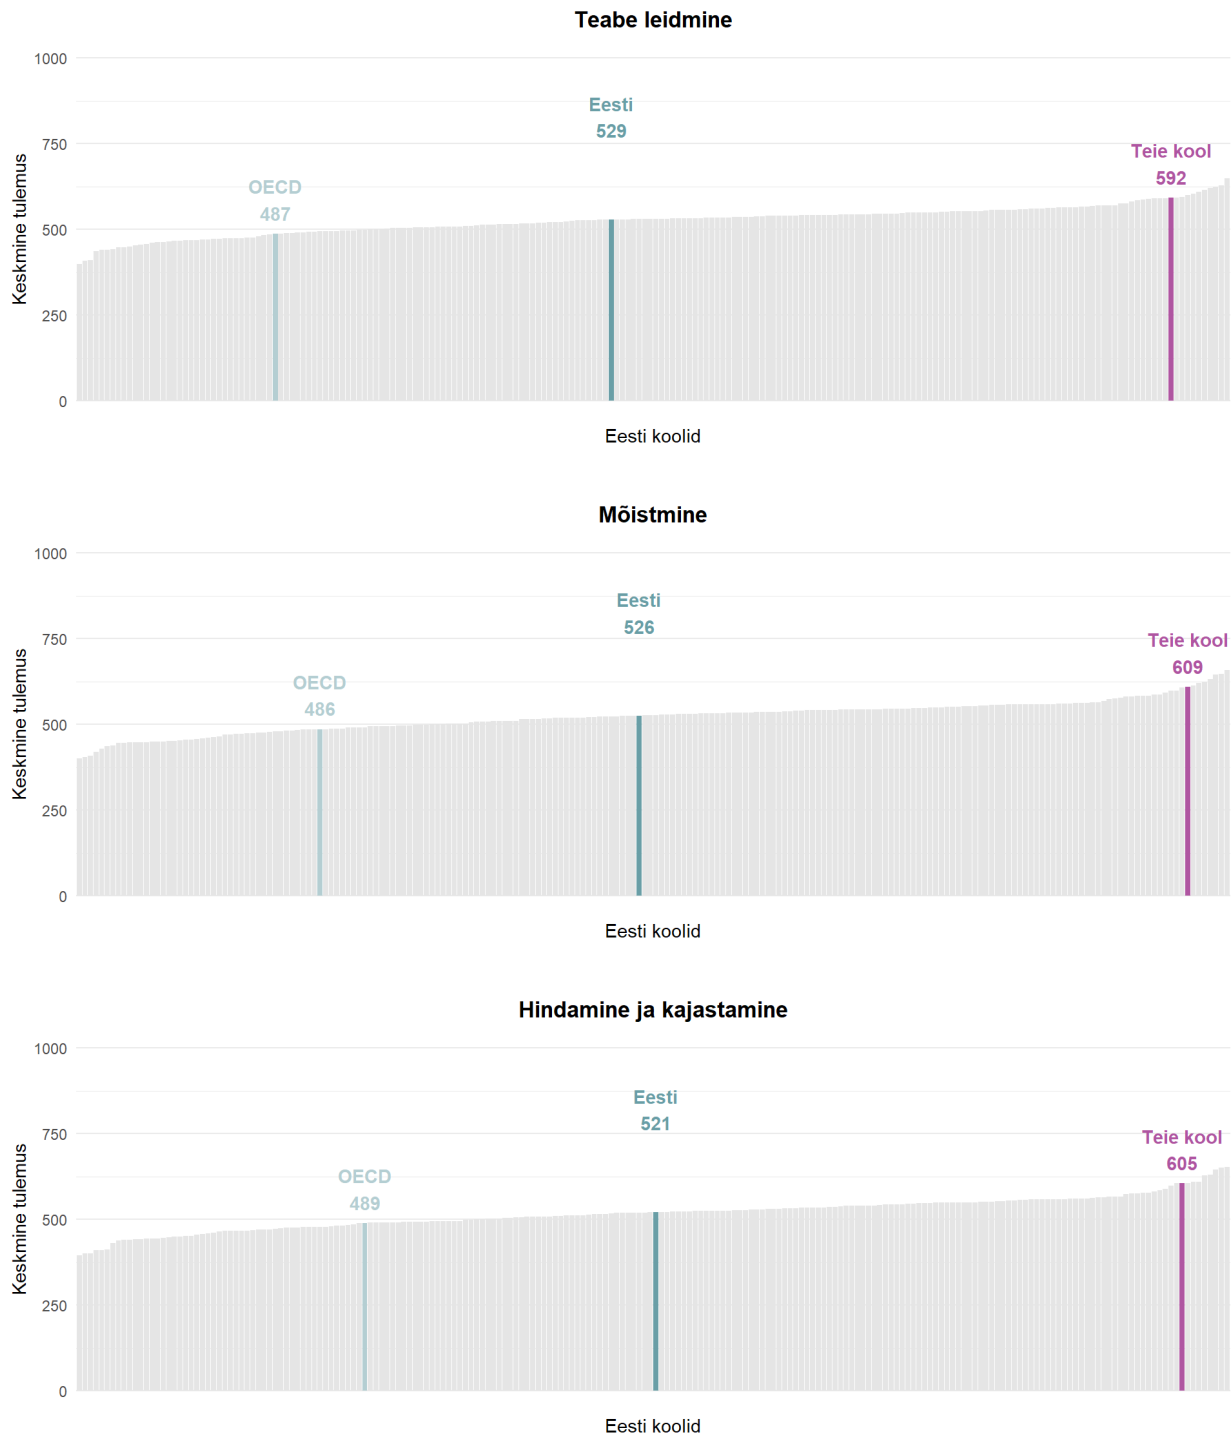 Teabe leidmine
1000
750
500
250
0
Keskmine tulemus
OECD
487
Eesti
529
Teie kool
592
Eesti koolid
Mõistmine
1000
750
500
250
0
Keskmine tulemus
OECD
486
Eesti
526
Teie kool
609
Eesti koolid
Hindamine ja kajastamine
1000
750
500
250
0
Keskmine tulemus
OECD
489
Eesti
521
Teie kool
605
Eesti koolid